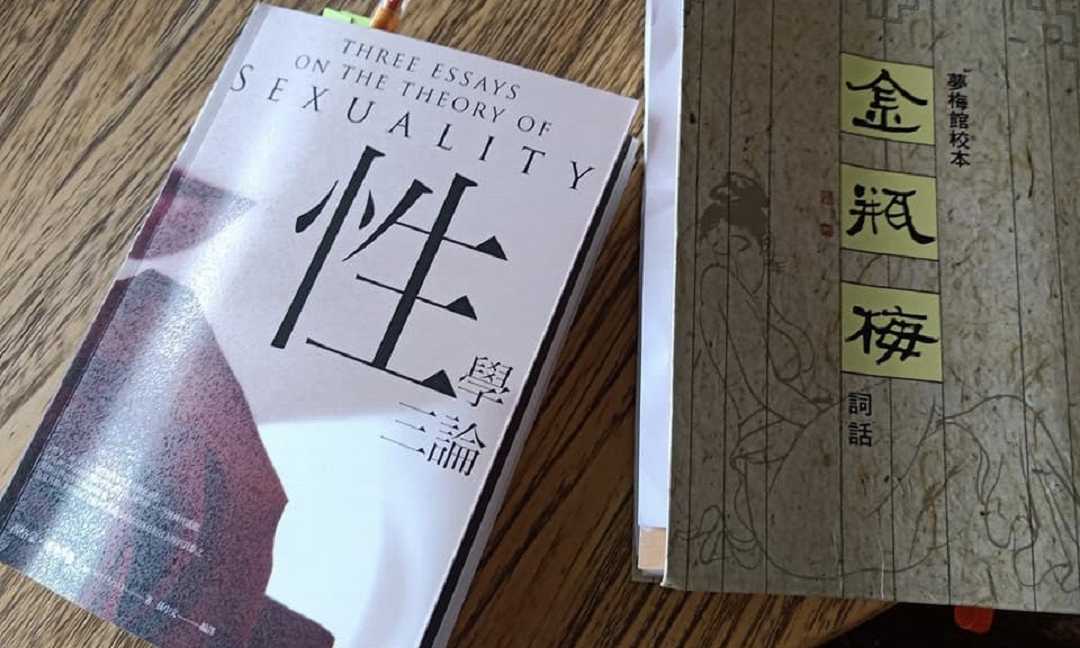 THREE ESSAYS
ON THE THEORY OF
SEXUALITY
性
學
三論
金瓶梅
詞話
夢梅館校本